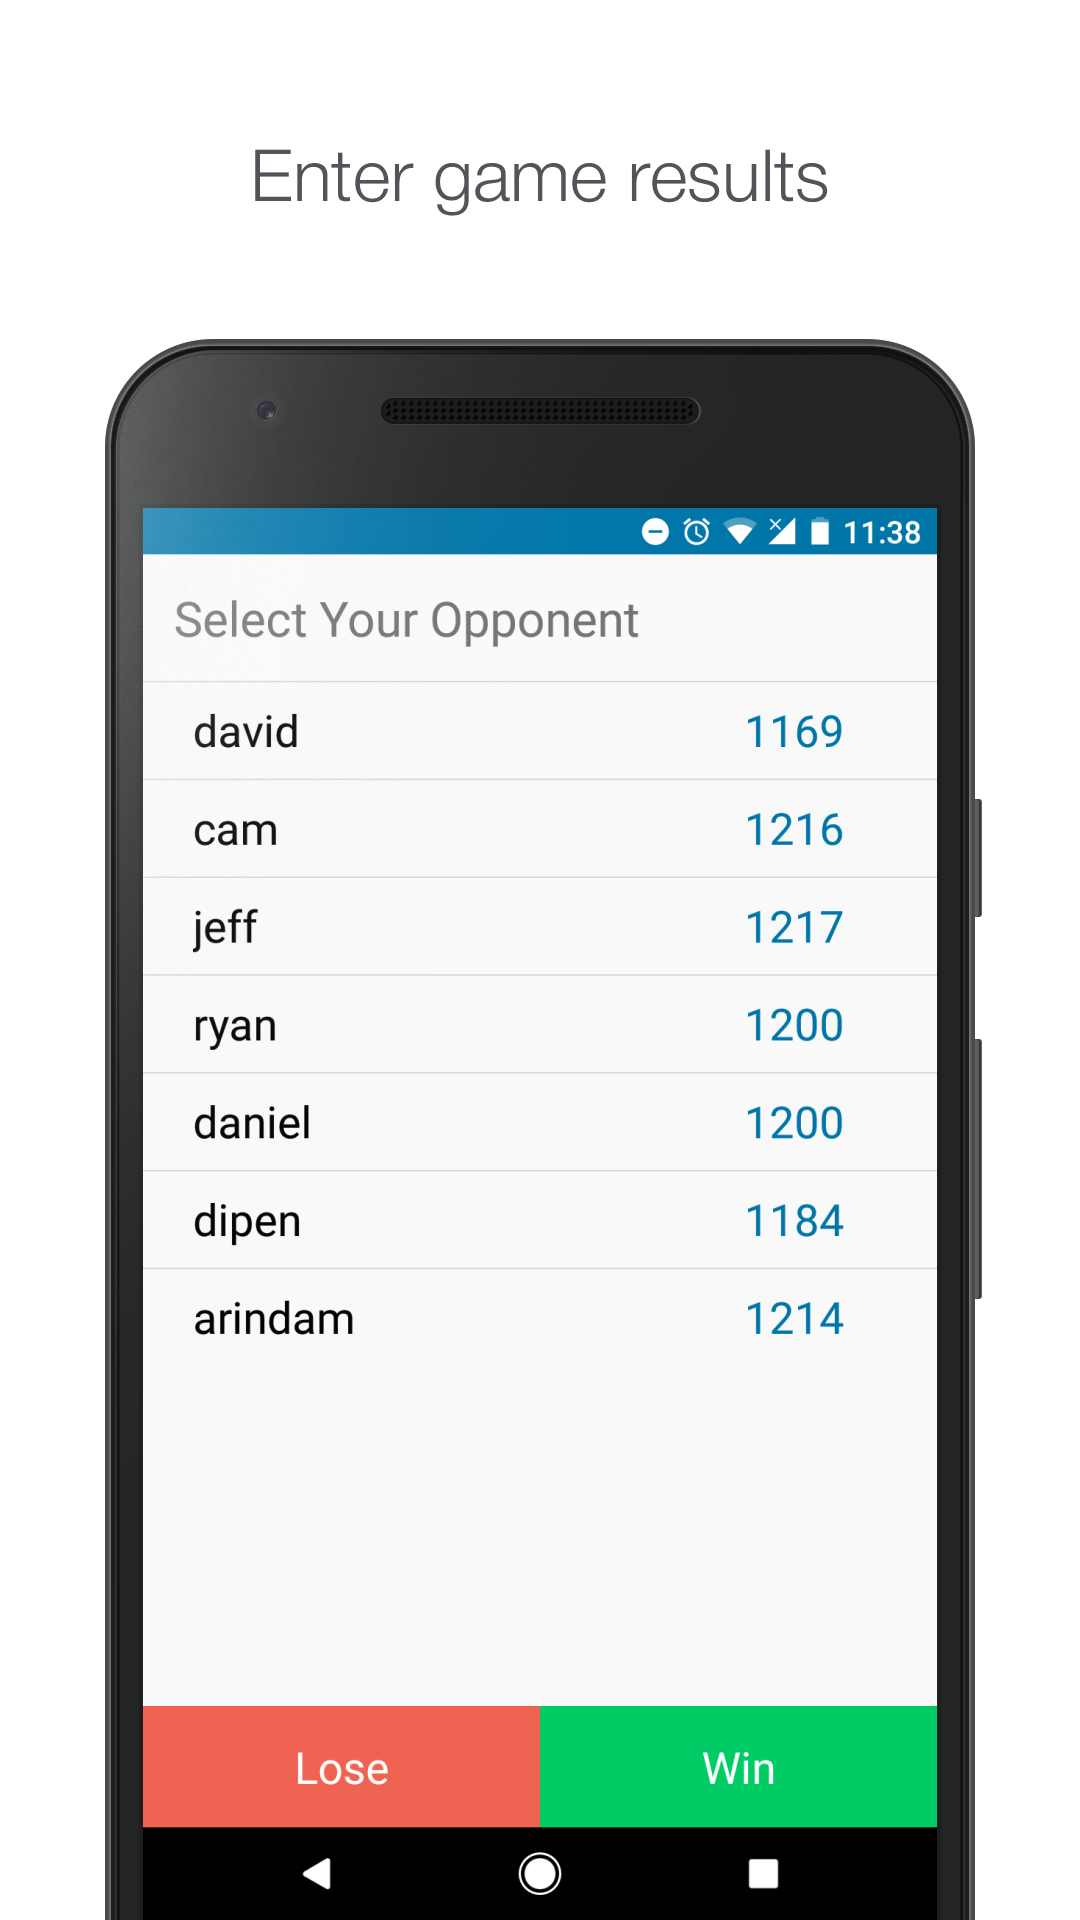 Enter game results
11:38
Select Your Opponent
david 1169
cam 1216
jeff 1217
ryan 1200
daniel 1200
dipen 1184
arindam 1214
Lose Win